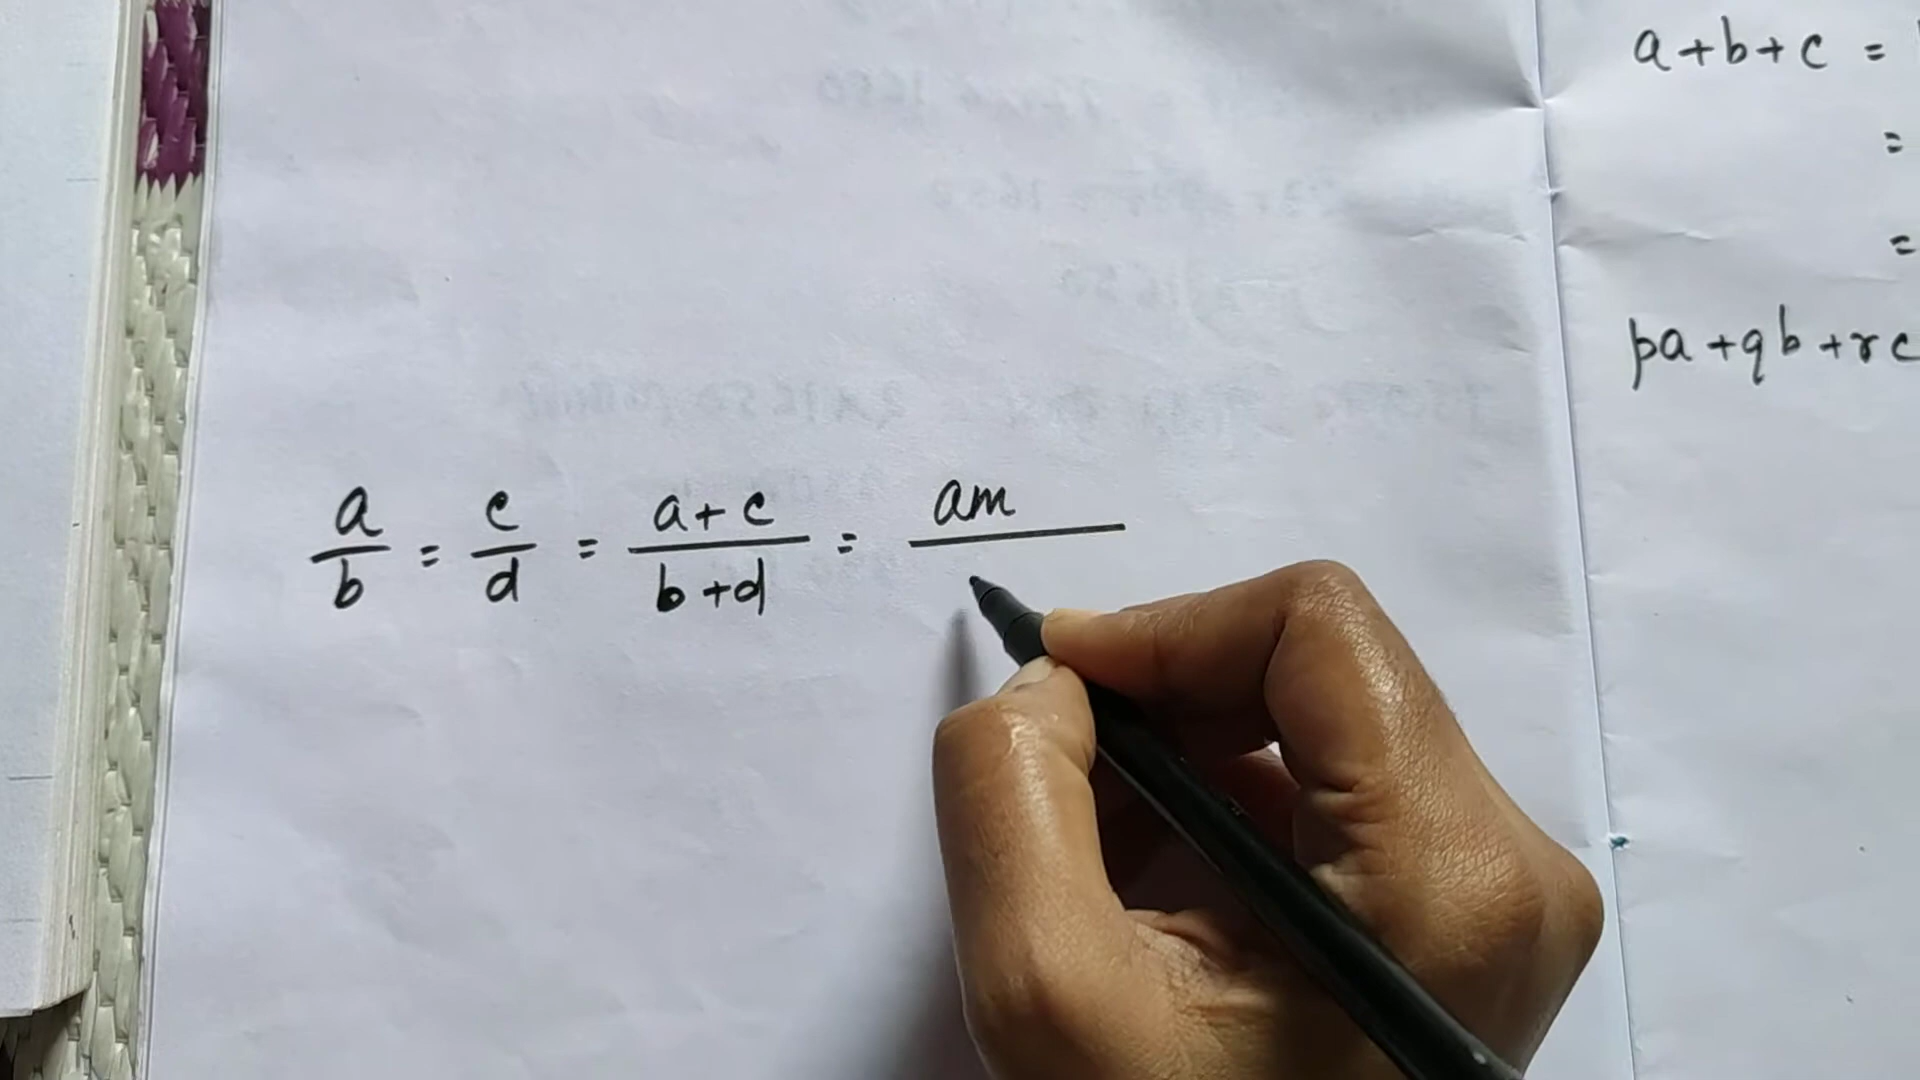 a/b = c/d = a+c/b+d = am/
a+b+c =
=
=
pa+qb+rc